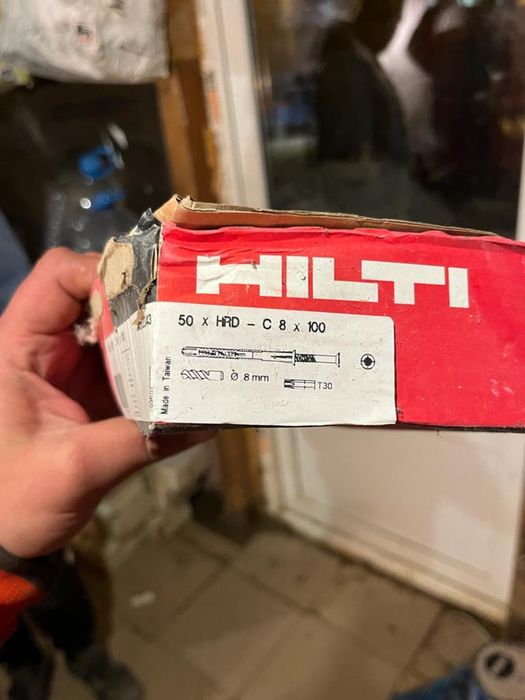 HILTI
50 x HRD - C 8 x 100
Ø 8 mm
T30
Made in Taiwan